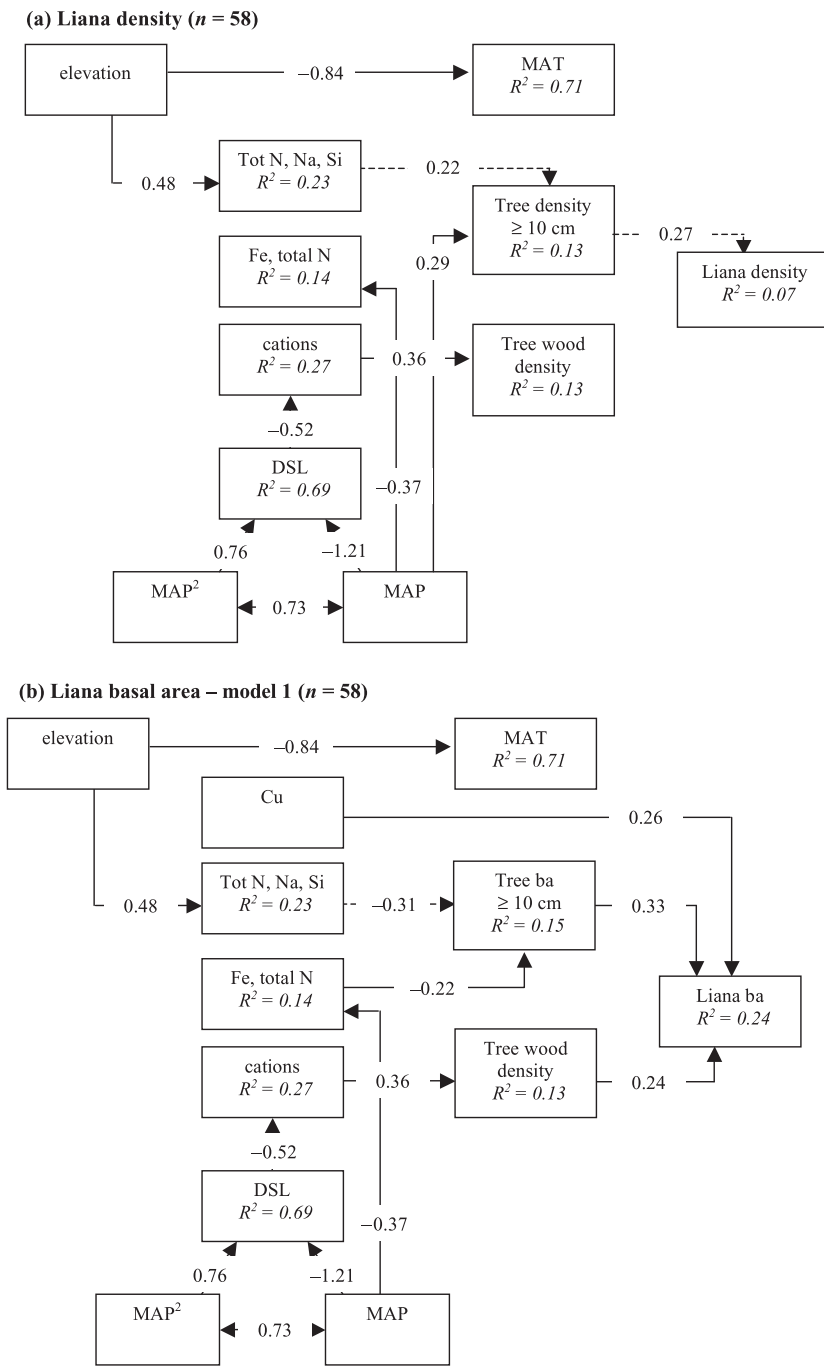 (a) Liana density (n = 58)
elevation
–0.84
MAT
R² = 0.71
0.48
Tot N, Na, Si
R² = 0.23
0.22
Tree density
≥ 10 cm
R² = 0.13
0.27
Liana density
R² = 0.07
Fe, total N
R² = 0.14
0.29
cations
R² = 0.27
0.36
Tree wood
density
R² = 0.13
–0.52
DSL
R² = 0.69
–0.37
0.76
–1.21
MAP²
0.73
MAP
(b) Liana basal area – model 1 (n = 58)
elevation
–0.84
MAT
R² = 0.71
Cu
0.26
0.48
Tot N, Na, Si
R² = 0.23
–0.31
Tree ba
≥ 10 cm
R² = 0.15
0.33
Fe, total N
R² = 0.14
–0.22
Liana ba
R² = 0.24
cations
R² = 0.27
0.36
Tree wood
density
R² = 0.13
0.24
–0.52
DSL
R² = 0.69
–0.37
0.76
–1.21
MAP²
0.73
MAP